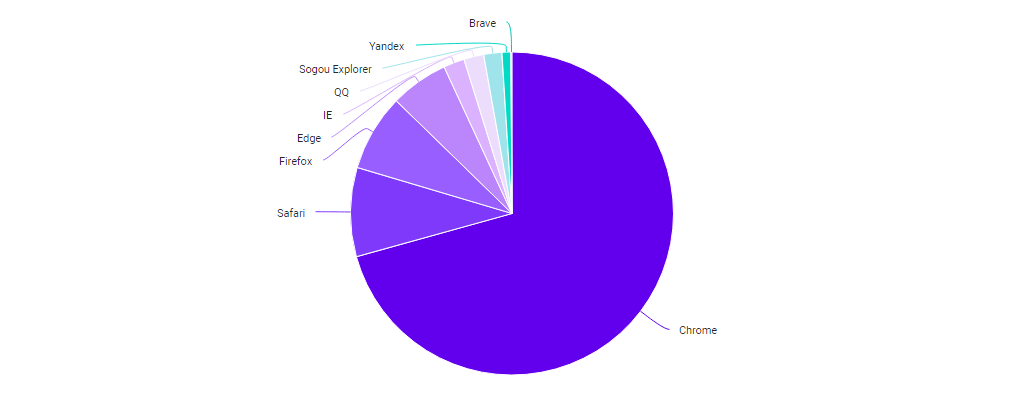 Brave
Yandex
Sogou Explorer
QQ
IE
Edge
Firefox
Safari
Chrome